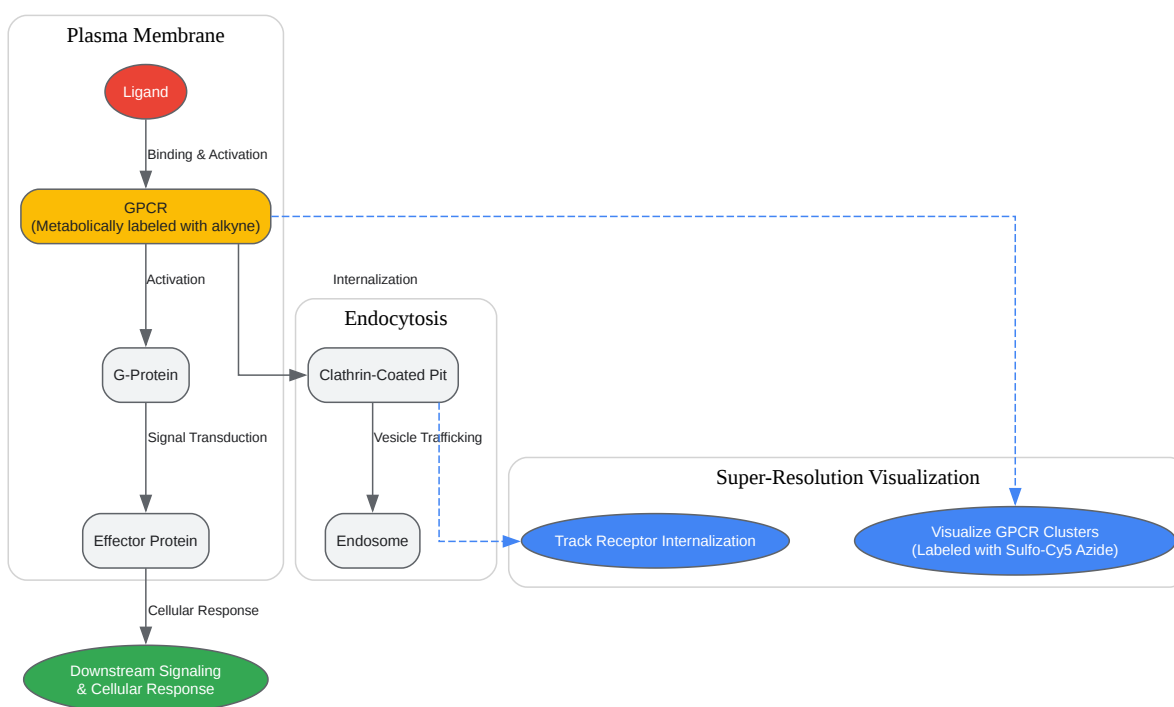 Plasma Membrane
Ligand
Binding & Activation
GPCR
(Metabolically labeled with alkyne)
Activation
Internalization
Endocytosis
G-Protein
Clathrin-Coated Pit
Signal Transduction
Vesicle Trafficking
Super-Resolution Visualization
Effector Protein
Endosome
Track Receptor Internalization
Visualize GPCR Clusters
(Labeled with Sulfo-Cy5 Azide)
Cellular Response
Downstream Signaling
& Cellular Response